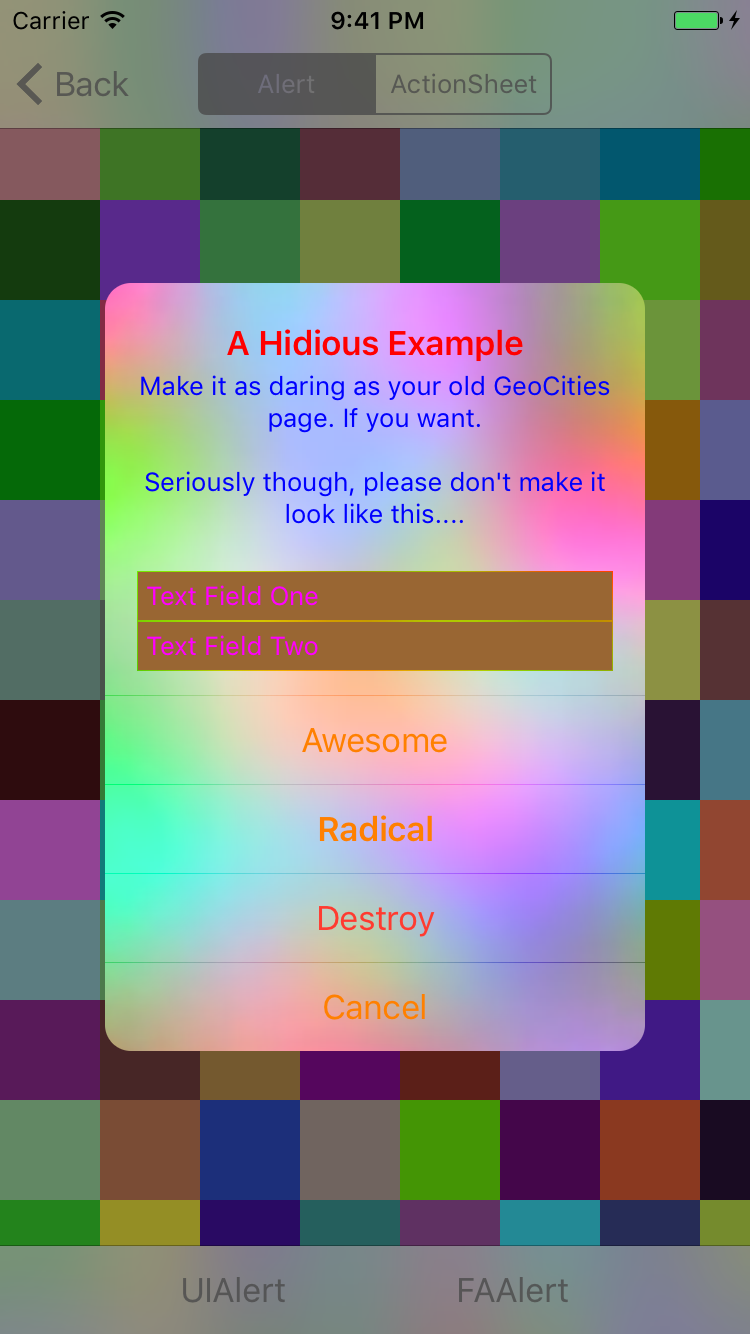 Carrier 9:41 PM
Back Alert ActionSheet
A Hidious Example
Make it as daring as your old GeoCities
page. If you want.
Seriously though, please don't make it
look like this....
Text Field One
Text Field Two
Awesome
Radical
Destroy
Cancel
UIAlert FAAlert